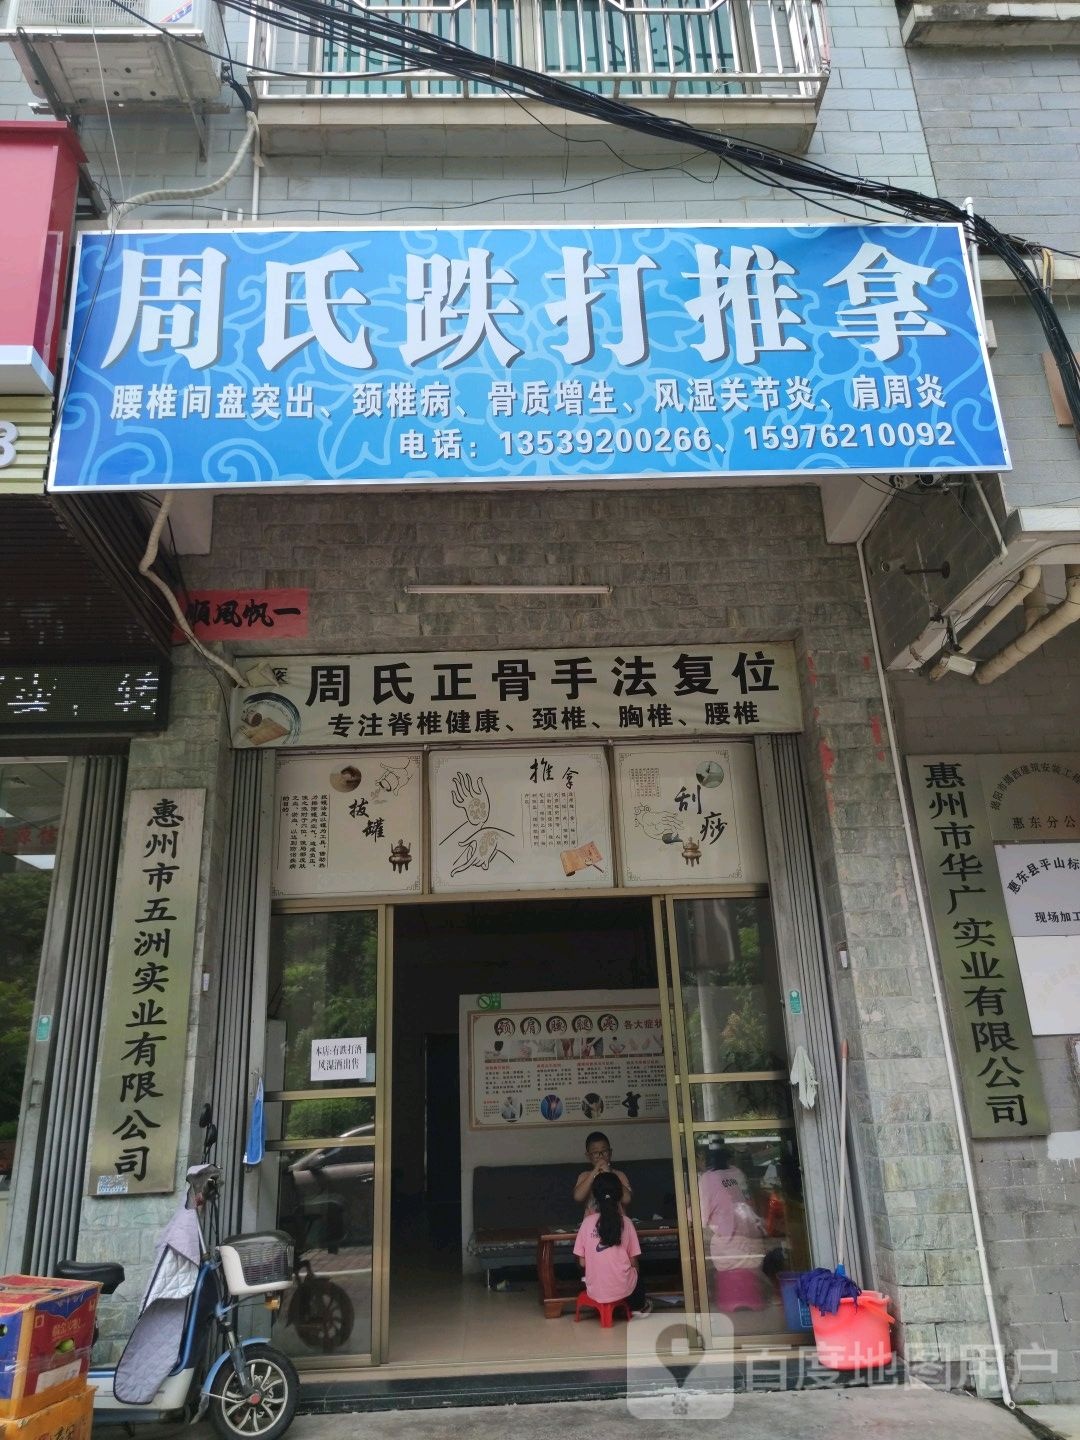 周氏跌打推拿
腰椎间盘突出、颈椎病、骨质增生、风湿关节炎、肩周炎
电话：13539200266、15976210092
順風帆一
周氏正骨手法复位
专注脊椎健康、颈椎、胸椎、腰椎
拔罐
推拿
刮痧
惠州市五洲实业有限公司
惠州市华广实业有限公司
惠东分公
惠东县平山标
现场加工
本店:有跌打酒
风湿酒出售
颈肩腰腿疼各大症状
百度地图用户